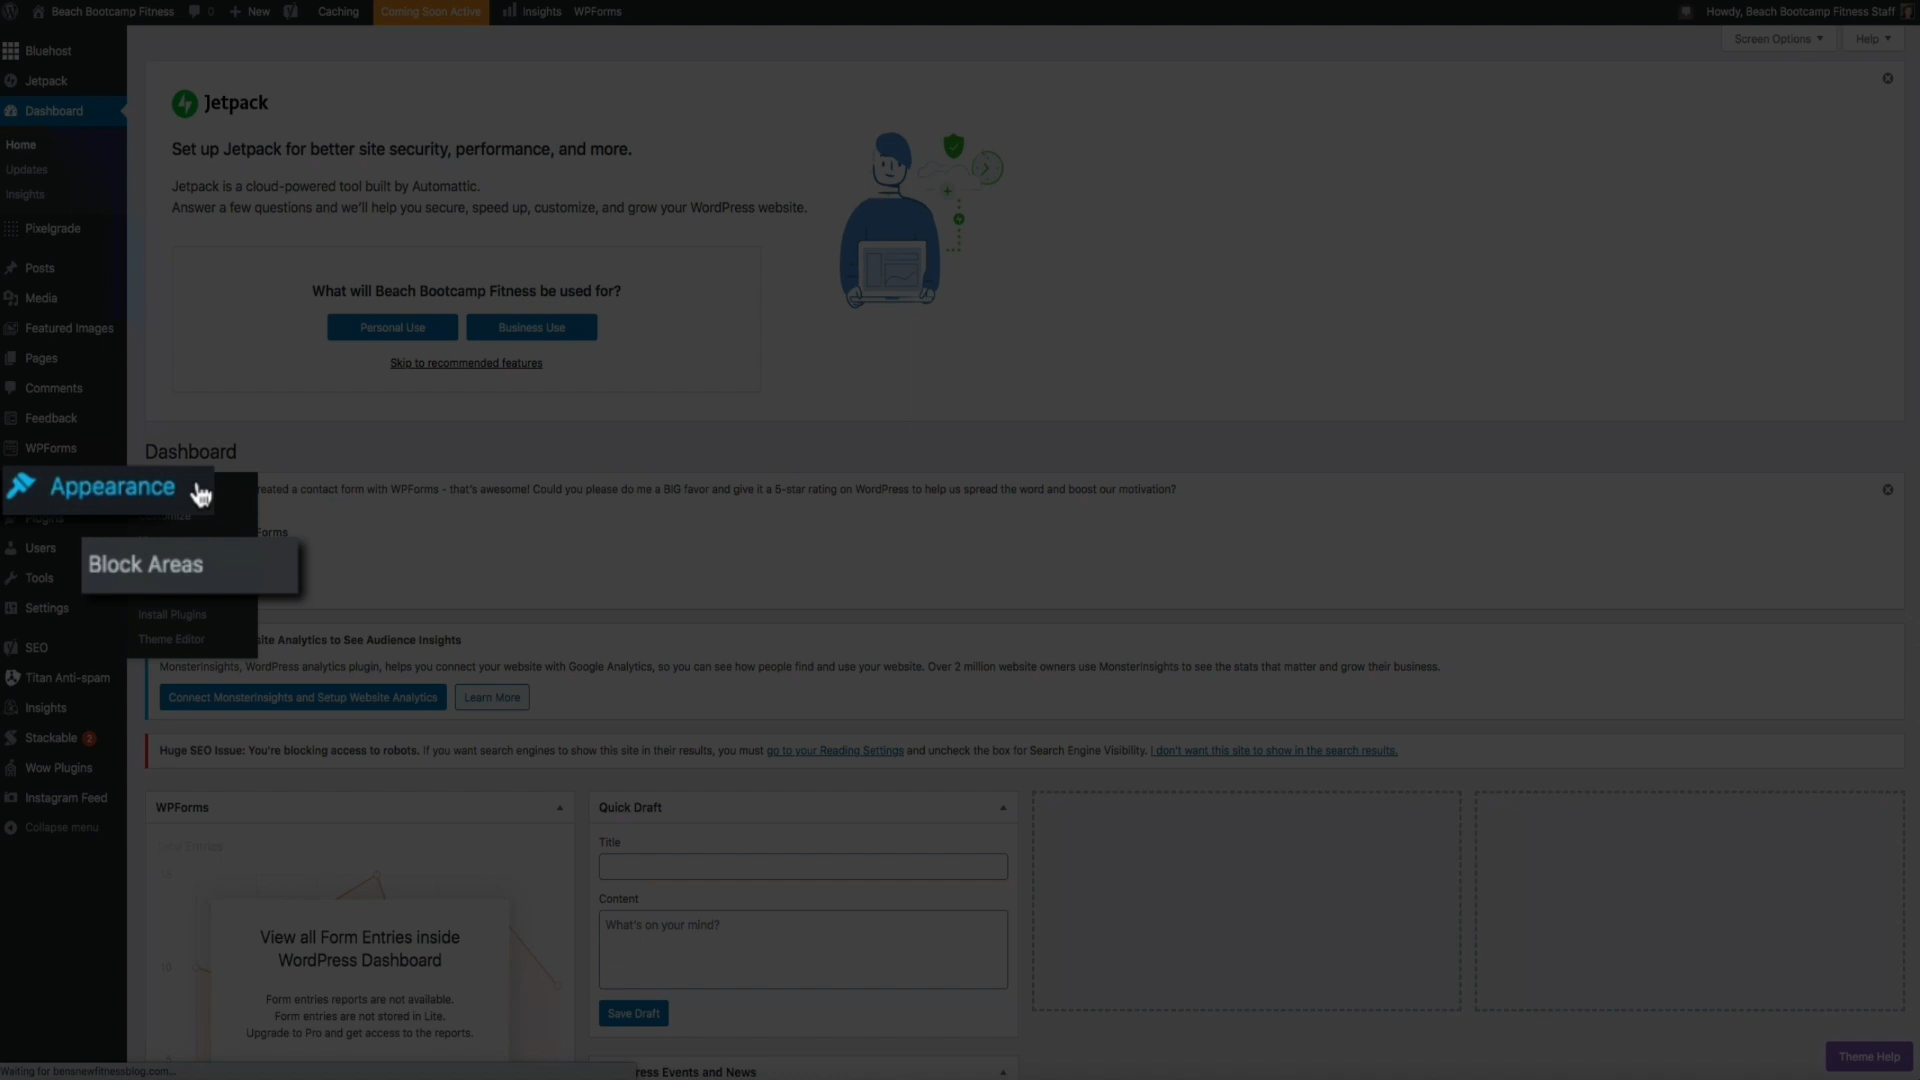 Beach Bootcamp Fitness 0 New Caching Coming Soon Active Insights WPForms Howdy, Beach Bootcamp Fitness Staff
Screen Options Help
Bluehost
Jetpack
Dashboard
Home
Updates
Insights
Pixelgrade
Posts
Media
Featured Images
Pages
Comments
Feedback
WPForms
Appearance
Plugins
Users
Tools
Settings
SEO
Titan Anti-spam
Insights
Stackable 2
Wow Plugins
Instagram Feed
Collapse menu
Customize
Block Areas
Install Plugins
Theme Editor
Jetpack
Set up Jetpack for better site security, performance, and more.
Jetpack is a cloud-powered tool built by Automattic.
Answer a few questions and we'll help you secure, speed up, customize, and grow your WordPress website.
What will Beach Bootcamp Fitness be used for?
Personal Use Business Use
Skip to recommended features
Dashboard
reated a contact form with WPForms - that's awesome! Could you please do me a BIG favor and give it a 5-star rating on WordPress to help us spread the word and boost our motivation?
Forms
site Analytics to See Audience Insights
MonsterInsights, WordPress analytics plugin, helps you connect your website with Google Analytics, so you can see how people find and use your website. Over 2 million website owners use MonsterInsights to see the stats that matter and grow their business.
Connect MonsterInsights and Setup Website Analytics Learn More
Huge SEO Issue: You're blocking access to robots. If you want search engines to show this site in their results, you must go to your Reading Settings and uncheck the box for Search Engine Visibility. I don't want this site to show in the search results.
WPForms
Total Entries
10
View all Form Entries inside
WordPress Dashboard
Form entries reports are not available.
Form entries are not stored in Lite.
Upgrade to Pro and get access to the reports.
Quick Draft
Title
Content
What's on your mind?
Save Draft
ress Events and News
Theme Help
Waiting for bensnewfitnessblog.com...